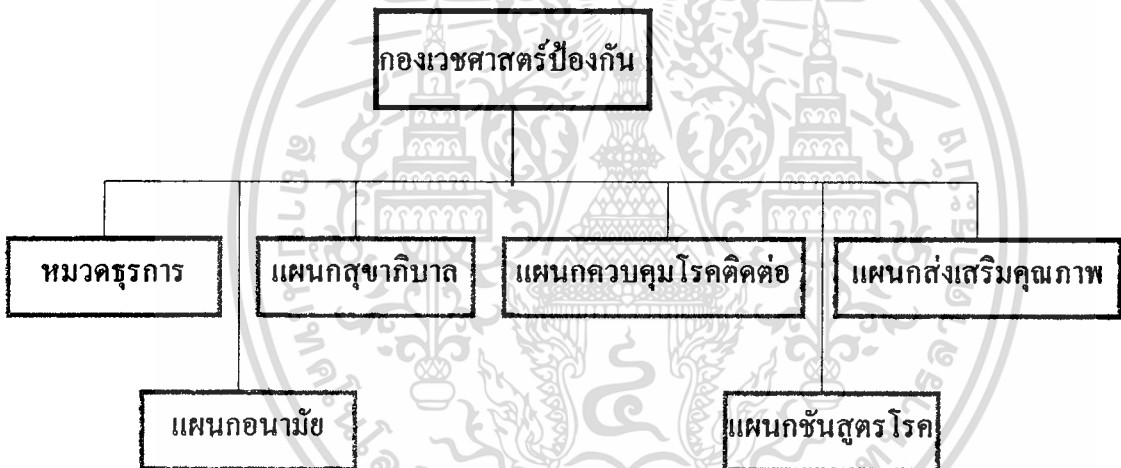 กองเวชศาสตร์ป้องกัน
หมวดธุรการ
แผนกสุขาภิบาล
แผนกควบคุมโรคติดต่อ
แผนกส่งเสริมคุณภาพ
แผนกอนามัย
แผนกชันสูตรโรค